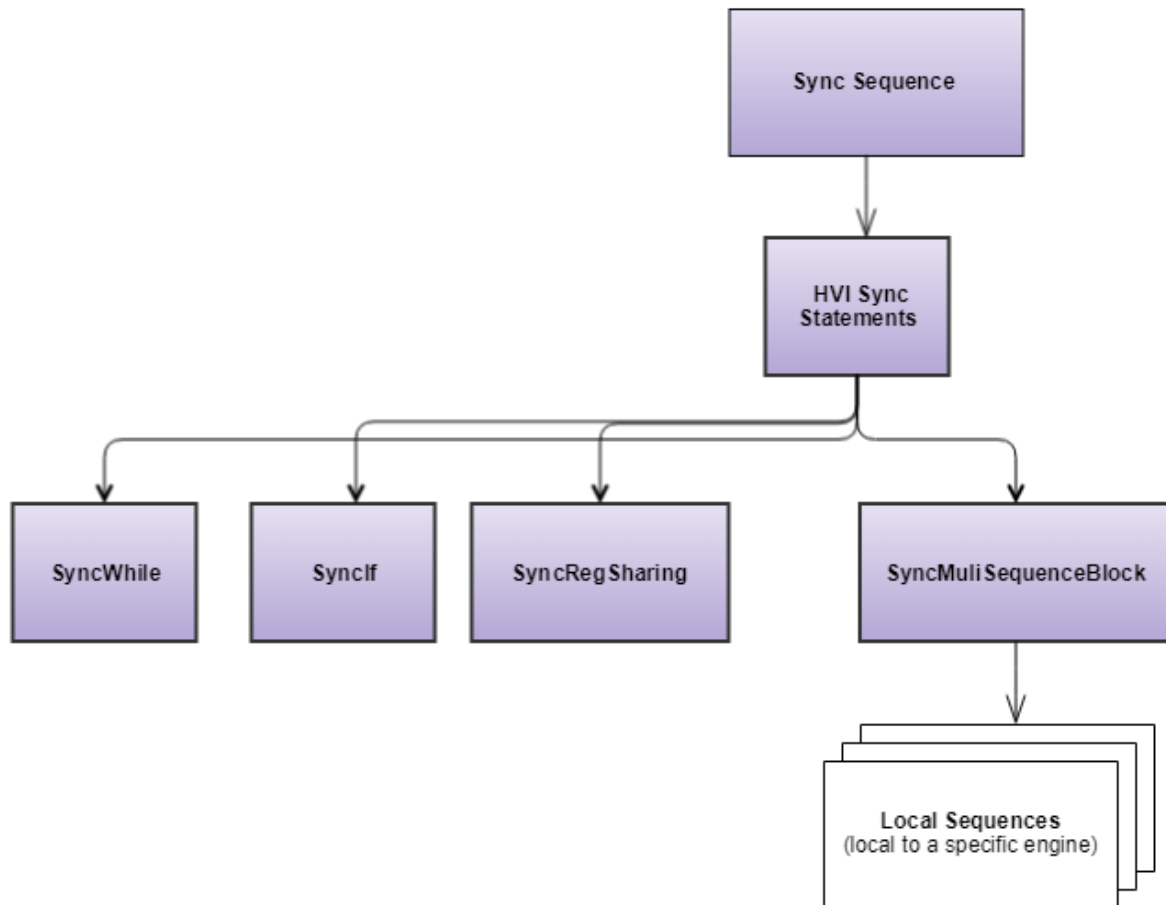 Sync Sequence
HVI Sync
Statements
SyncWhile
SyncIf
SyncRegSharing
SyncMuliSequenceBlock
Local Sequences
(local to a specific engine)